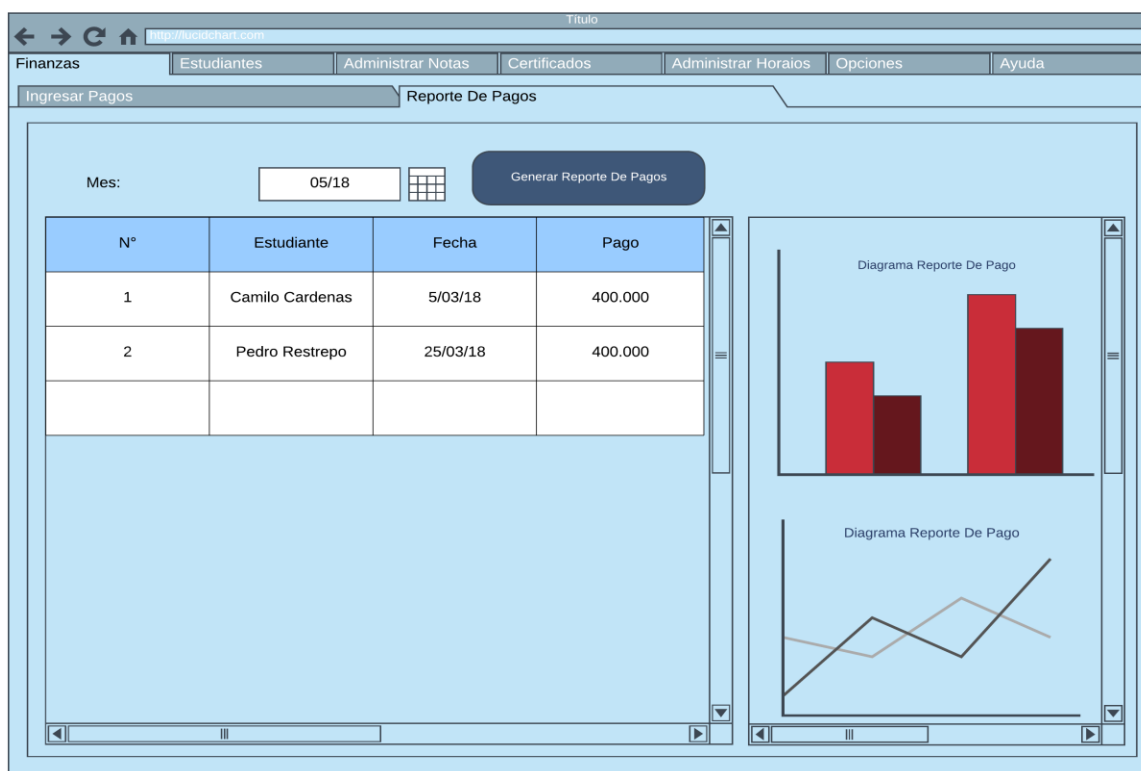 Título
http://lucidchart.com
Finanzas Estudiantes Administrar Notas Certificados Administrar Horaios Opciones Ayuda
Ingresar Pagos Reporte De Pagos
Mes: 05/18 Generar Reporte De Pagos
N° Estudiante Fecha Pago
1 Camilo Cardenas 5/03/18 400.000
2 Pedro Restrepo 25/03/18 400.000
Diagrama Reporte De Pago
Diagrama Reporte De Pago